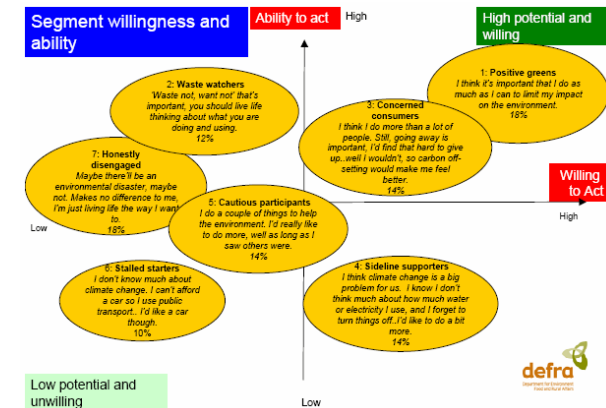 Segment willingness and
ability
Ability to act
High
High potential and
willing
1: Positive greens
I think it's important that I do as
much as I can to limit my impact
on the environment.
18%
2: Waste watchers
'Waste not, want not' that's
important, you should live life
thinking about what you are
doing and using.
12%
3: Concerned
consumers
I think I do more than a lot of
people. Still, going away is
important, I'd find that hard to give
up..well I wouldn't, so carbon off-
setting would make me feel
better.
14%
7: Honestly
disengaged
Maybe there'll be an
environmental disaster, maybe
not. Makes no difference to me,
I'm just living life the way I want
to.
18%
Willing
to Act
Low
High
5: Cautious participants
I do a couple of things to help
the environment. I'd really like
to do more, well as long as I
saw others were.
14%
6: Stalled starters
I don't know much about
climate change. I can't afford
a car so I use public
transport.. I'd like a car
though.
10%
4: Sideline supporters
I think climate change is a big
problem for us. I know I don't
think much about how much water
or electricity I use, and I forget to
turn things off..I'd like to do a bit
more.
14%
defra
Department for Environment
Food and Rural Affairs
Low potential and
unwilling
Low